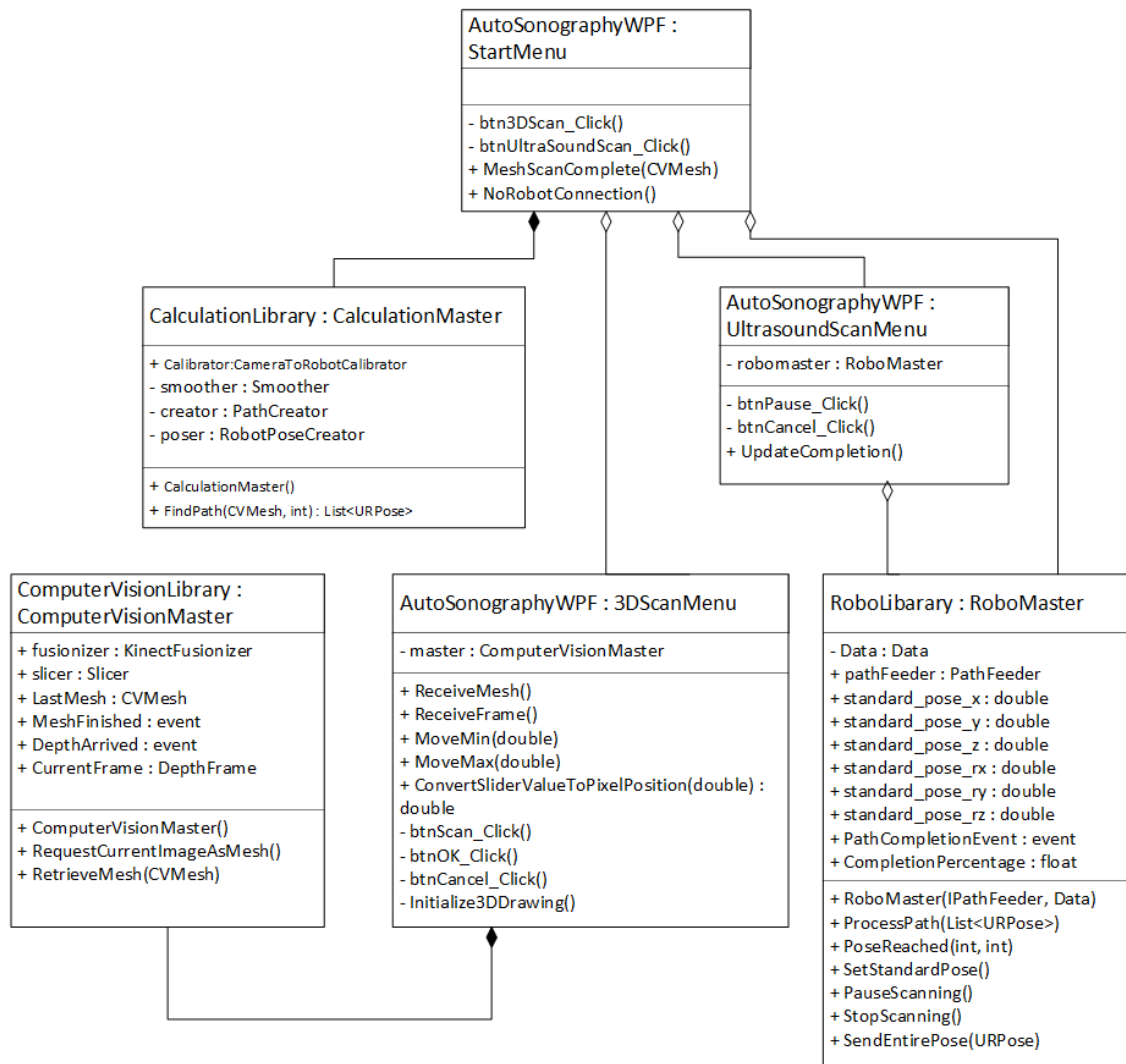 AutoSonographyWPF :
StartMenu
- btn3DScan_Click()
- btnUltraSoundScan_Click()
+ MeshScanComplete(CVMesh)
+ NoRobotConnection()
CalculationLibrary : CalculationMaster
+ Calibrator:CameraToRobotCalibrator
- smoother : Smoother
- creator : PathCreator
- poser : RobotPoseCreator
+ CalculationMaster()
+ FindPath(CVMesh, int) : List<URPose>
AutoSonographyWPF :
UltrasoundScanMenu
- robomaster : RoboMaster
- btnPause_Click()
- btnCancel_Click()
+ UpdateCompletion()
ComputerVisionLibrary :
ComputerVisionMaster
+ fusionizer : KinectFusionizer
+ slicer : Slicer
+ LastMesh : CVMesh
+ MeshFinished : event
+ DepthArrived : event
+ CurrentFrame : DepthFrame
+ ComputerVisionMaster()
+ RequestCurrentImageAsMesh()
+ RetrieveMesh(CVMesh)
AutoSonographyWPF : 3DScanMenu
- master : ComputerVisionMaster
+ ReceiveMesh()
+ ReceiveFrame()
+ MoveMin(double)
+ MoveMax(double)
+ ConvertSliderValueToPixelPosition(double) :
double
- btnScan_Click()
- btnOK_Click()
- btnCancel_Click()
- Initialize3DDrawing()
RoboLibarary : RoboMaster
- Data : Data
+ pathFeeder : PathFeeder
+ standard_pose_x : double
+ standard_pose_y : double
+ standard_pose_z : double
+ standard_pose_rx : double
+ standard_pose_ry : double
+ standard_pose_rz : double
+ PathCompletionEvent : event
+ CompletionPercentage : float
+ RoboMaster(IPathFeeder, Data)
+ ProcessPath(List<URPose>)
+ PoseReached(int, int)
+ SetStandardPose()
+ PauseScanning()
+ StopScanning()
+ SendEntirePose(URPose)